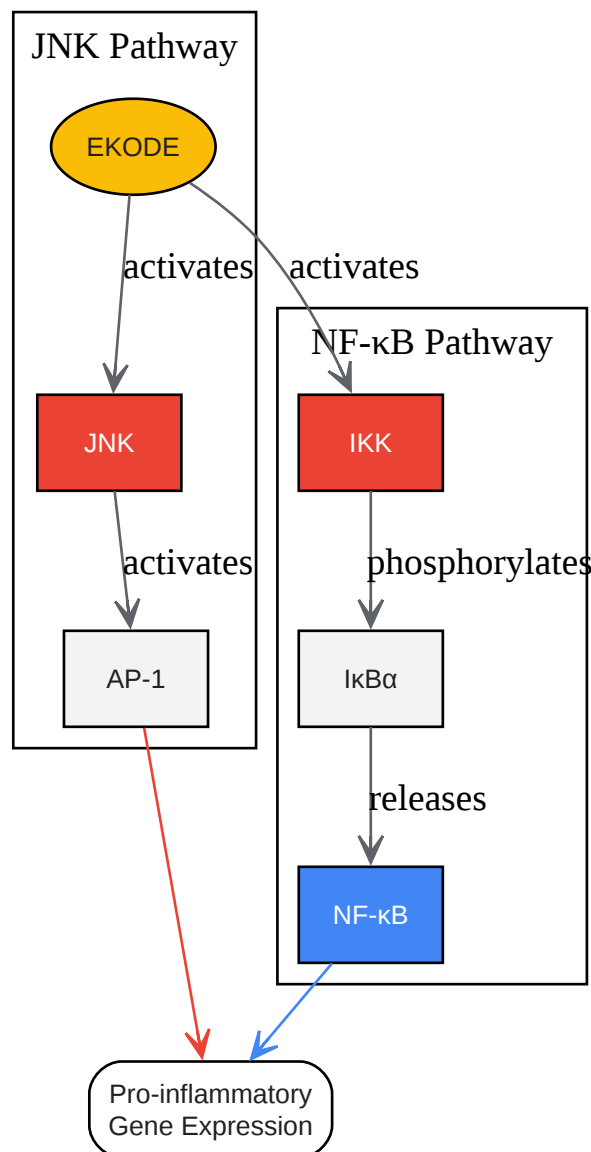 JNK Pathway
EKODE
activates
activates
NF-κB Pathway
JNK
IKK
activates
phosphorylates
AP-1
IκBα
releases
NF-κB
Pro-inflammatory
Gene Expression